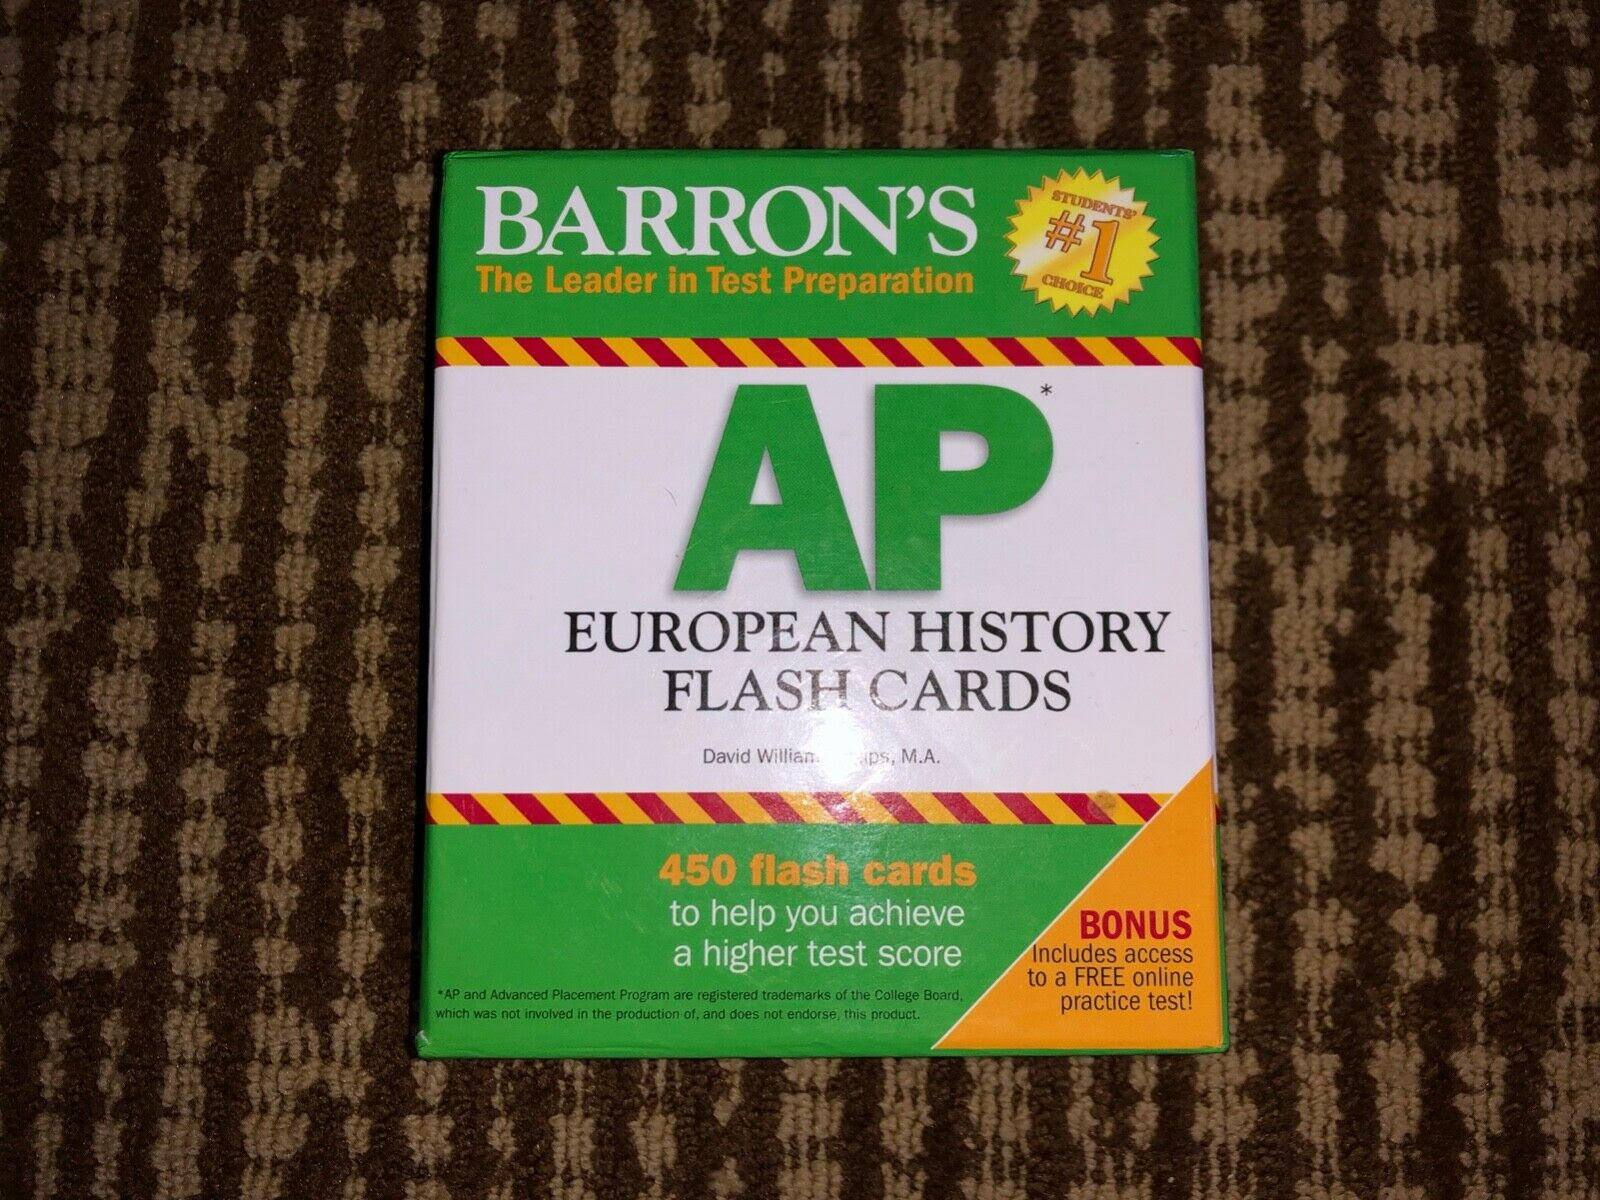 BARRON'S
The Leader in Test Preparation
STUDENTS'
#1
CHOICE
AP*
EUROPEAN HISTORY
FLASH CARDS
David William M.A.
450 flash cards
to help you achieve
a higher test score
*AP and Advanced Placement Program are registered trademarks of the College Board,
which was not involved in the production of, and does not endorse, this product.
BONUS
Includes access
to a FREE online
practice test!